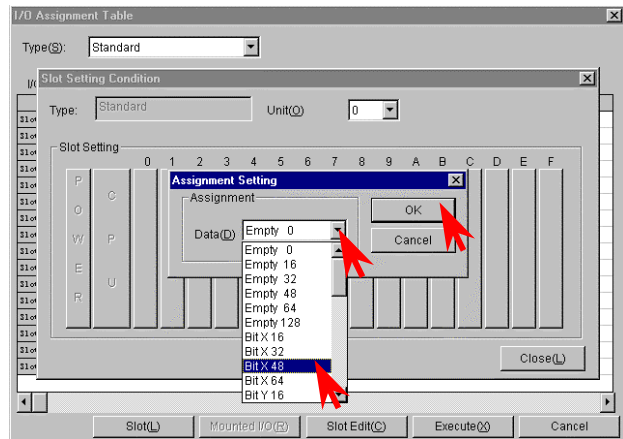 I/O Assignment Table
Type(S): Standard
I/
Slot Setting Condition
Type: Standard Unit(O) 0
Slot Setting
0 1 2 3 4 5 6 7 8 9 A B C D E F
POWER
CPU
Assignment Setting
Assignment
Data(D) Empty 0
OK
Cancel
Empty 0
Empty 16
Empty 32
Empty 48
Empty 64
Empty 128
Bit X 16
Bit X 32
Bit X 48
Bit X 64
Bit Y 16
Close(L)
Slot(L) Mounted I/O(R) Slot Edit(C) Execute(X) Cancel